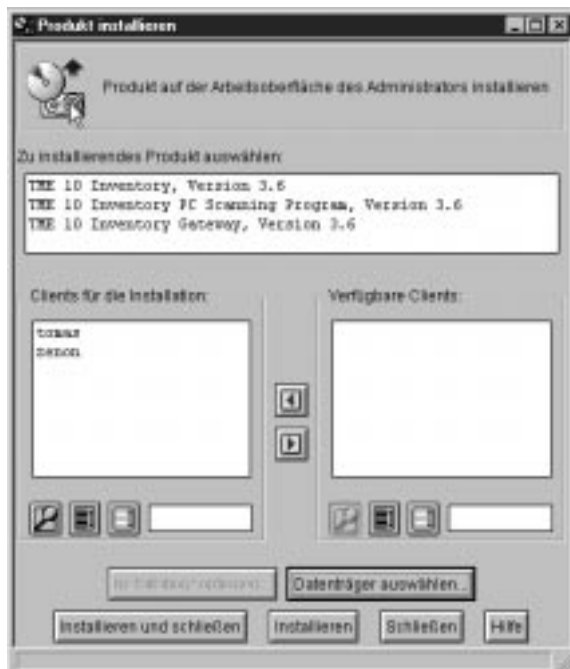 Produkt installieren
Produkt auf der Arbeitsoberfläche des Administrators installieren
Zu installierendes Produkt auswählen:
TME 10 Inventory, Version 3.6
TME 10 Inventory PC Scanning Program, Version 3.6
TME 10 Inventory Gateway, Version 3.6
Clients für die Installation:
Verfügbare Clients:
tomas
zenon
Datenträger auswählen...
Installieren und schließen
Installieren
Schließen
Hilfe